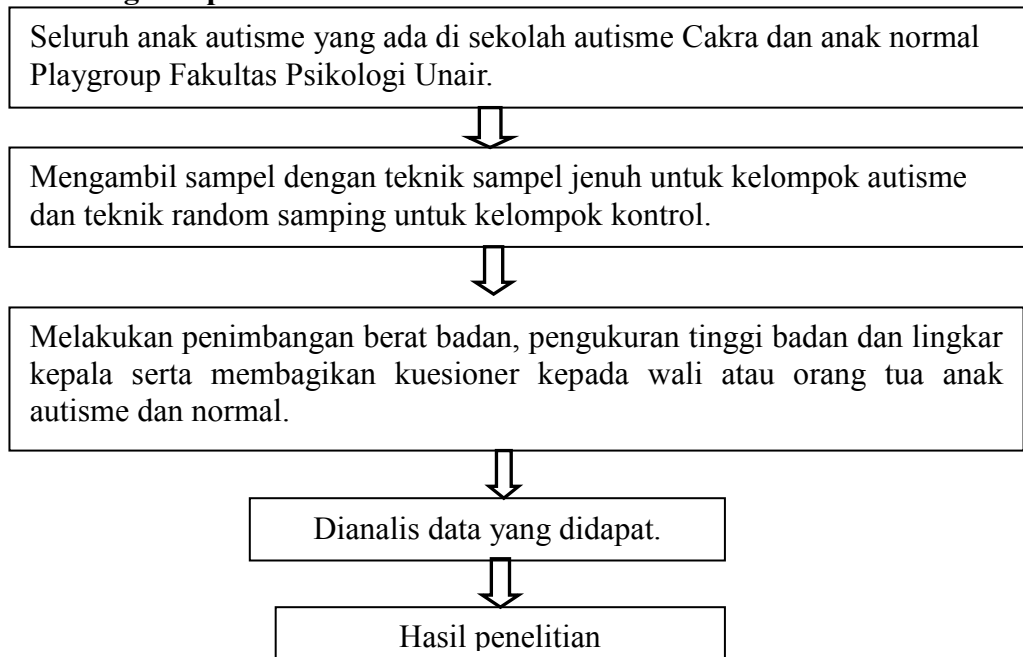 Seluruh anak autisme yang ada di sekolah autisme Cakra dan anak normal
Playgroup Fakultas Psikologi Unair.
Mengambil sampel dengan teknik sampel jenuh untuk kelompok autisme
dan teknik random samping untuk kelompok kontrol.
Melakukan penimbangan berat badan, pengukuran tinggi badan dan lingkar
kepala serta membagikan kuesioner kepada wali atau orang tua anak
autisme dan normal.
Dianalis data yang didapat.
Hasil penelitian